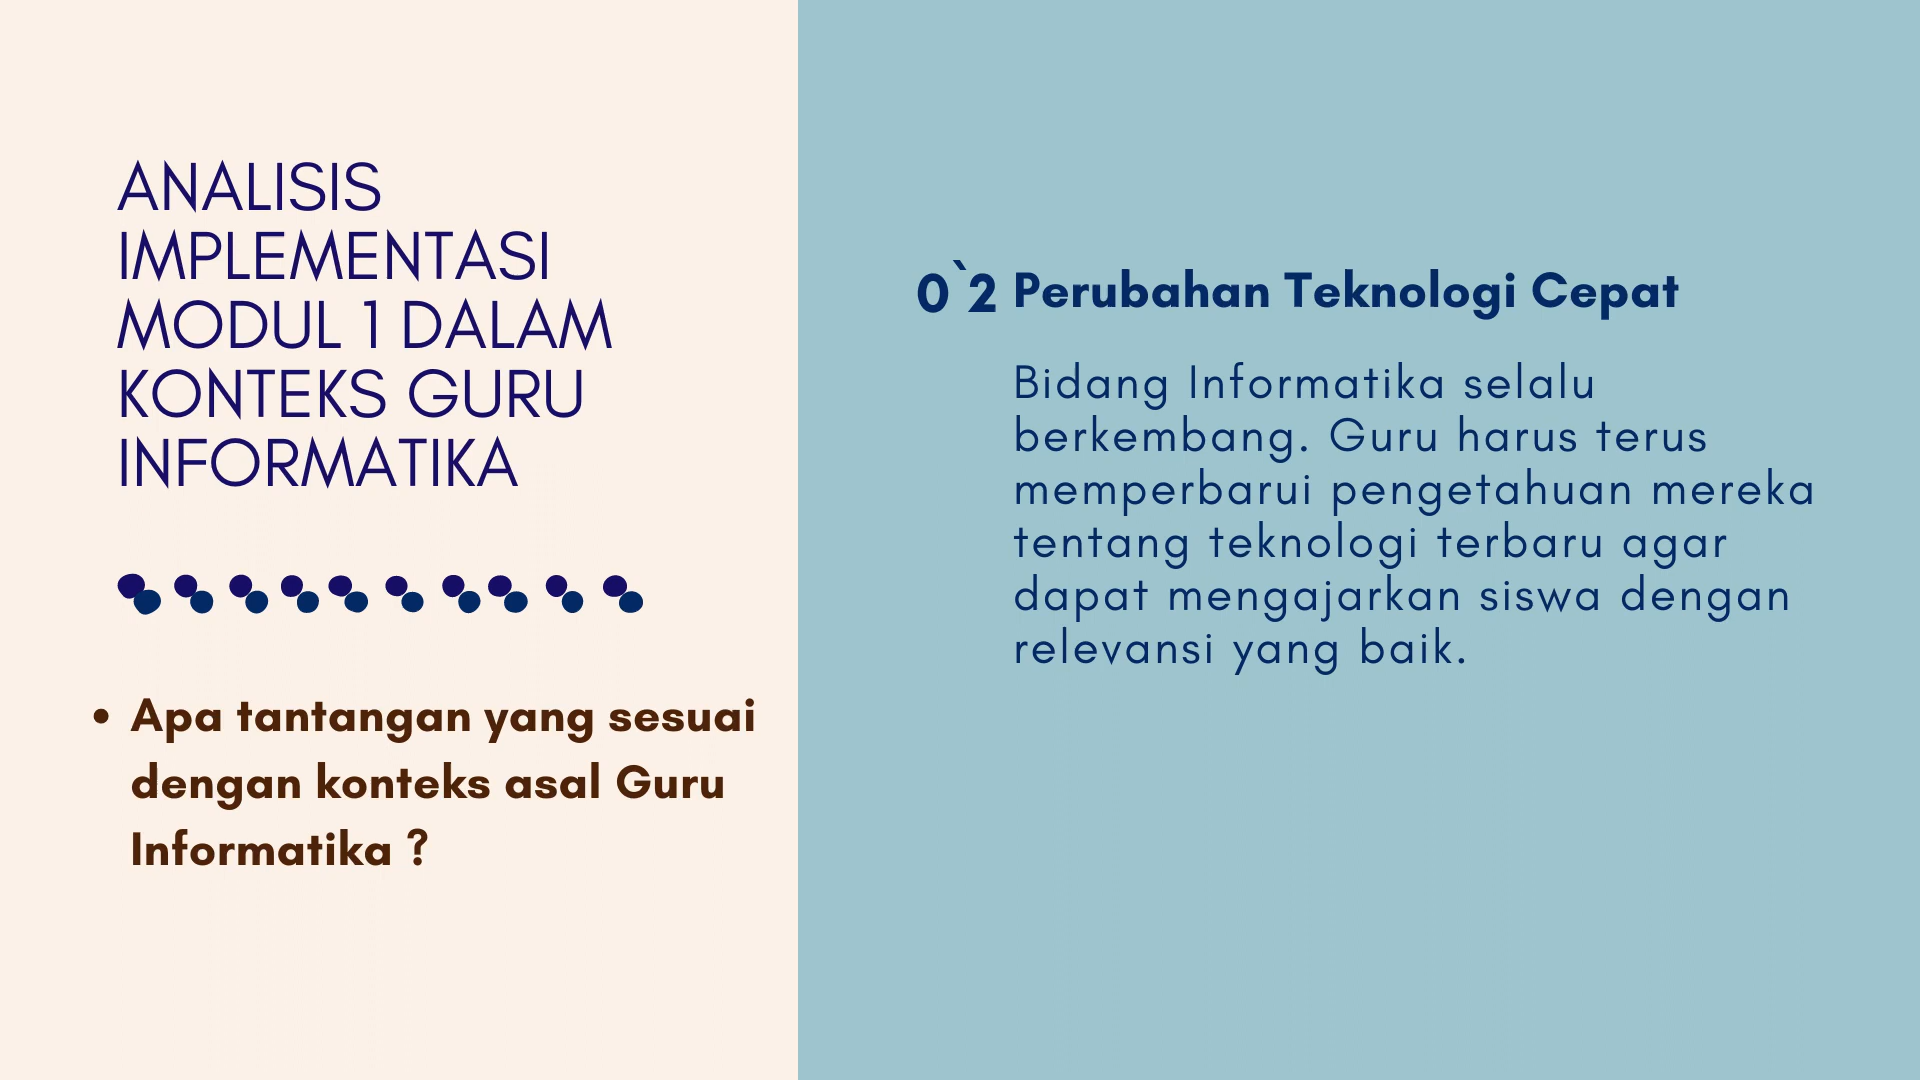 ANALISIS
IMPLEMENTASI
MODUL 1 DALAM
KONTEKS GURU
INFORMATIKA
• Apa tantangan yang sesuai
dengan konteks asal Guru
Informatika ?
0`2 Perubahan Teknologi Cepat
Bidang Informatika selalu
berkembang. Guru harus terus
memperbarui pengetahuan mereka
tentang teknologi terbaru agar
dapat mengajarkan siswa dengan
relevansi yang baik.